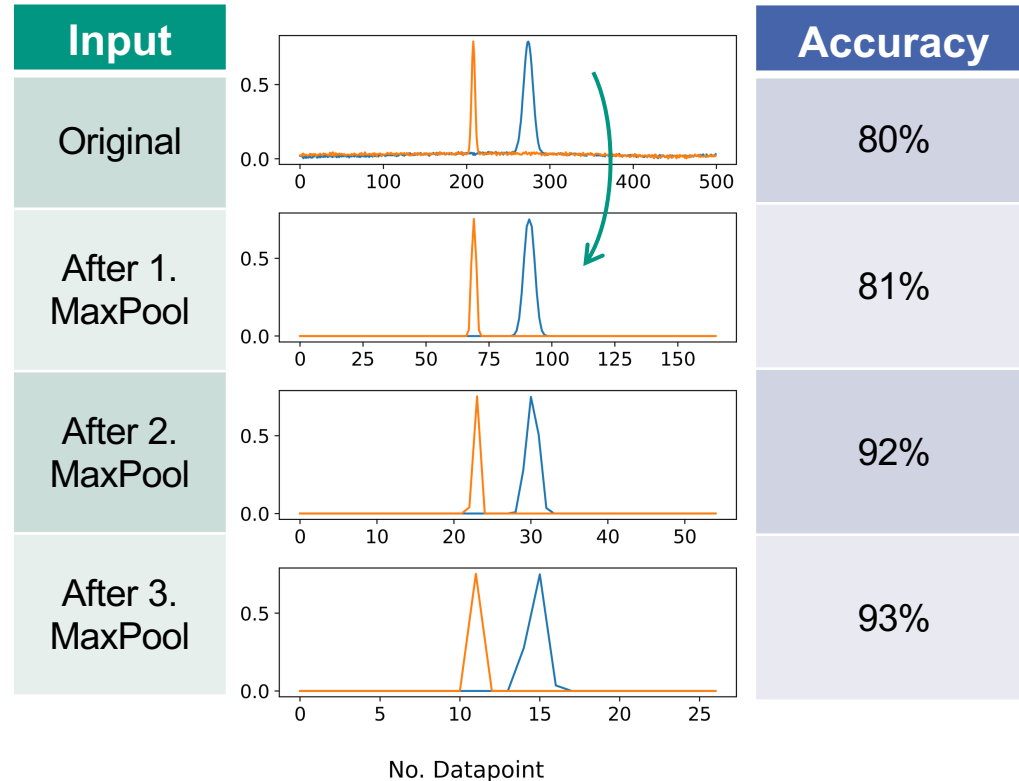 Input
Accuracy
Original
0.5
0.0
0 100 200 300 400 500
80%
After 1.
MaxPool
0.5
0.0
0 25 50 75 100 125 150
81%
After 2.
MaxPool
0.5
0.0
0 10 20 30 40 50
92%
After 3.
MaxPool
0.5
0.0
0 5 10 15 20 25
93%
No. Datapoint